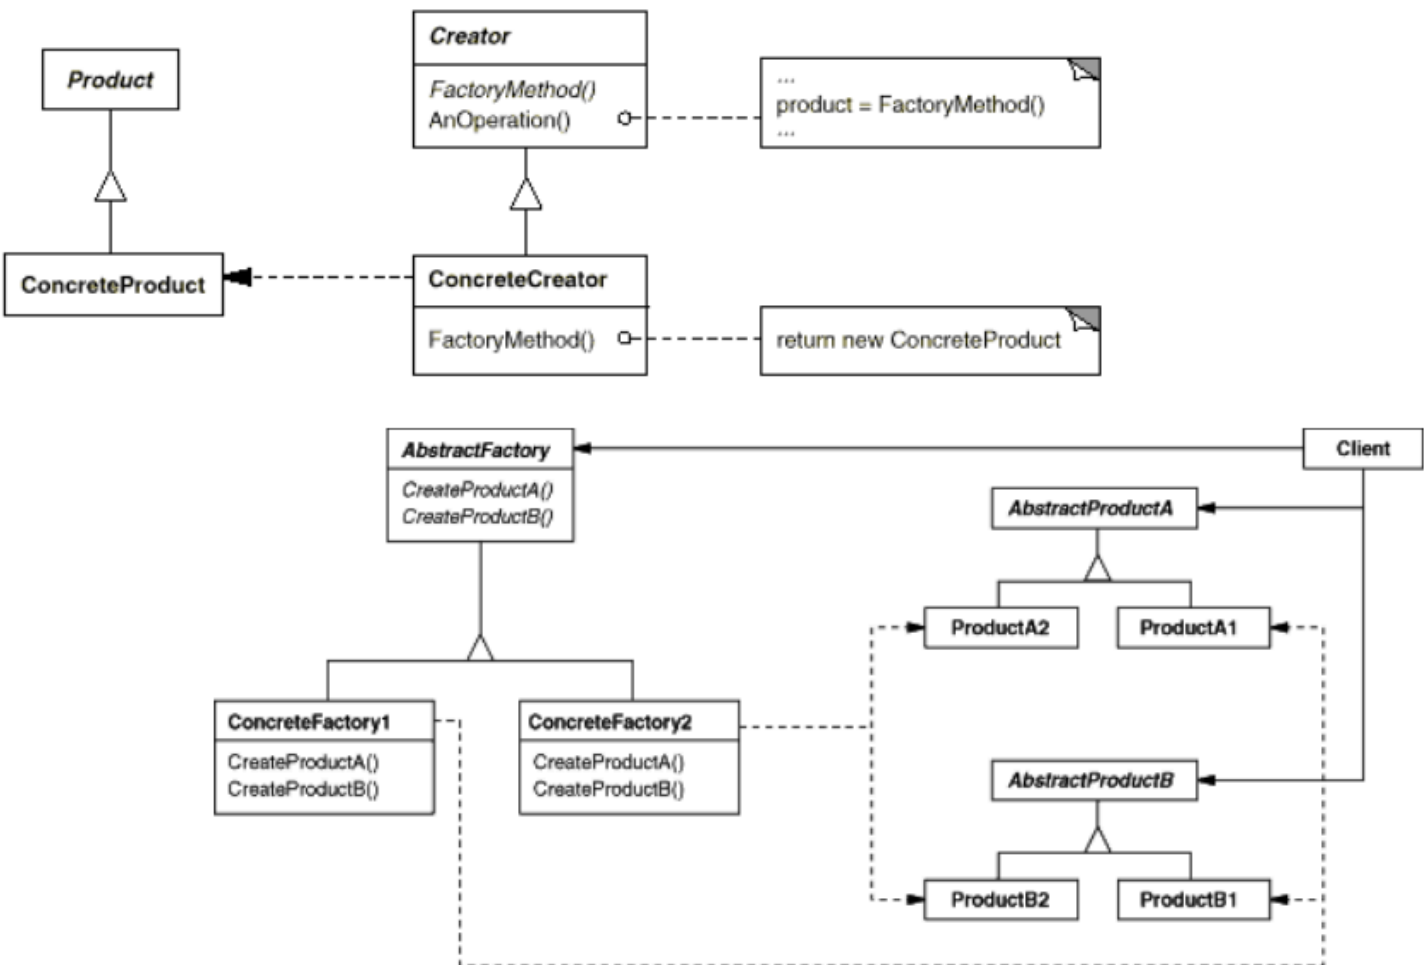 Creator
Product
FactoryMethod()
AnOperation()
...
product = FactoryMethod()
...
ConcreteProduct
ConcreteCreator
FactoryMethod()
return new ConcreteProduct
AbstractFactory
CreateProductA()
CreateProductB()
Client
AbstractProductA
ProductA2
ProductA1
ConcreteFactory1
CreateProductA()
CreateProductB()
ConcreteFactory2
CreateProductA()
CreateProductB()
AbstractProductB
ProductB2
ProductB1